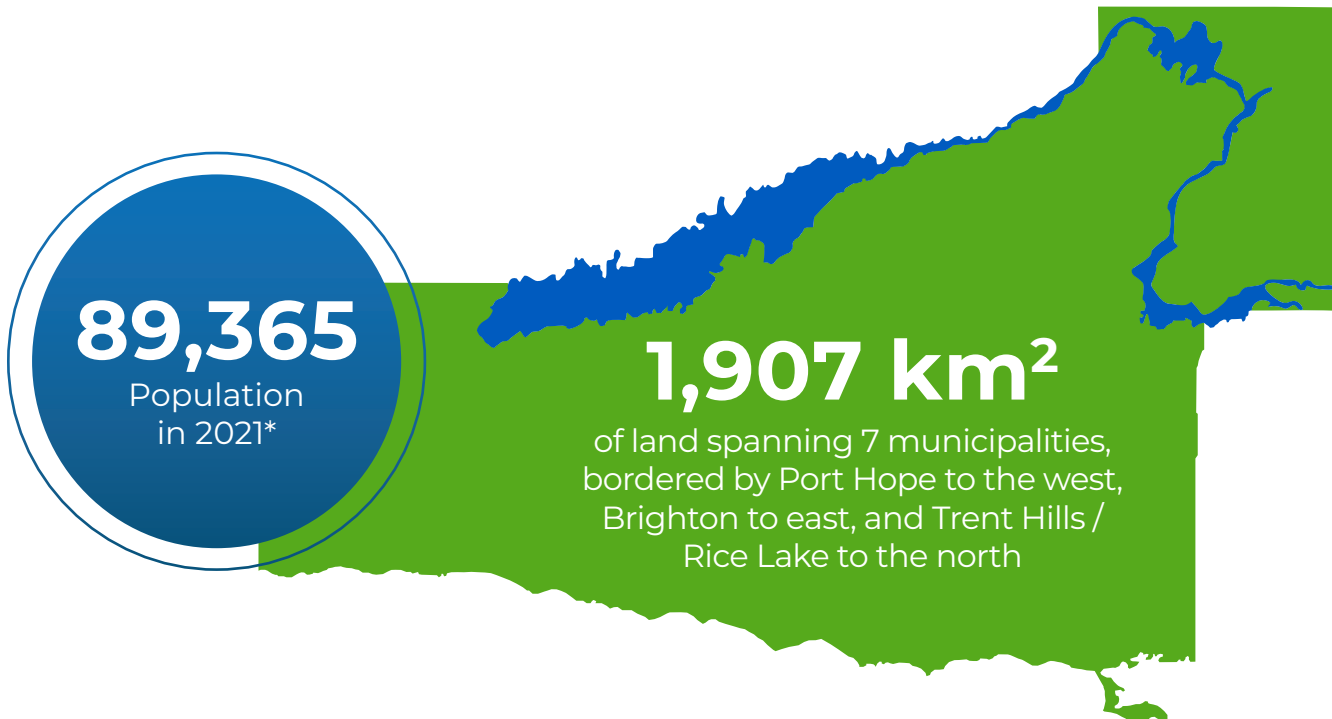 89,365
Population
in 2021*
1,907 km²
of land spanning 7 municipalities,
bordered by Port Hope to the west,
Brighton to east, and Trent Hills /
Rice Lake to the north